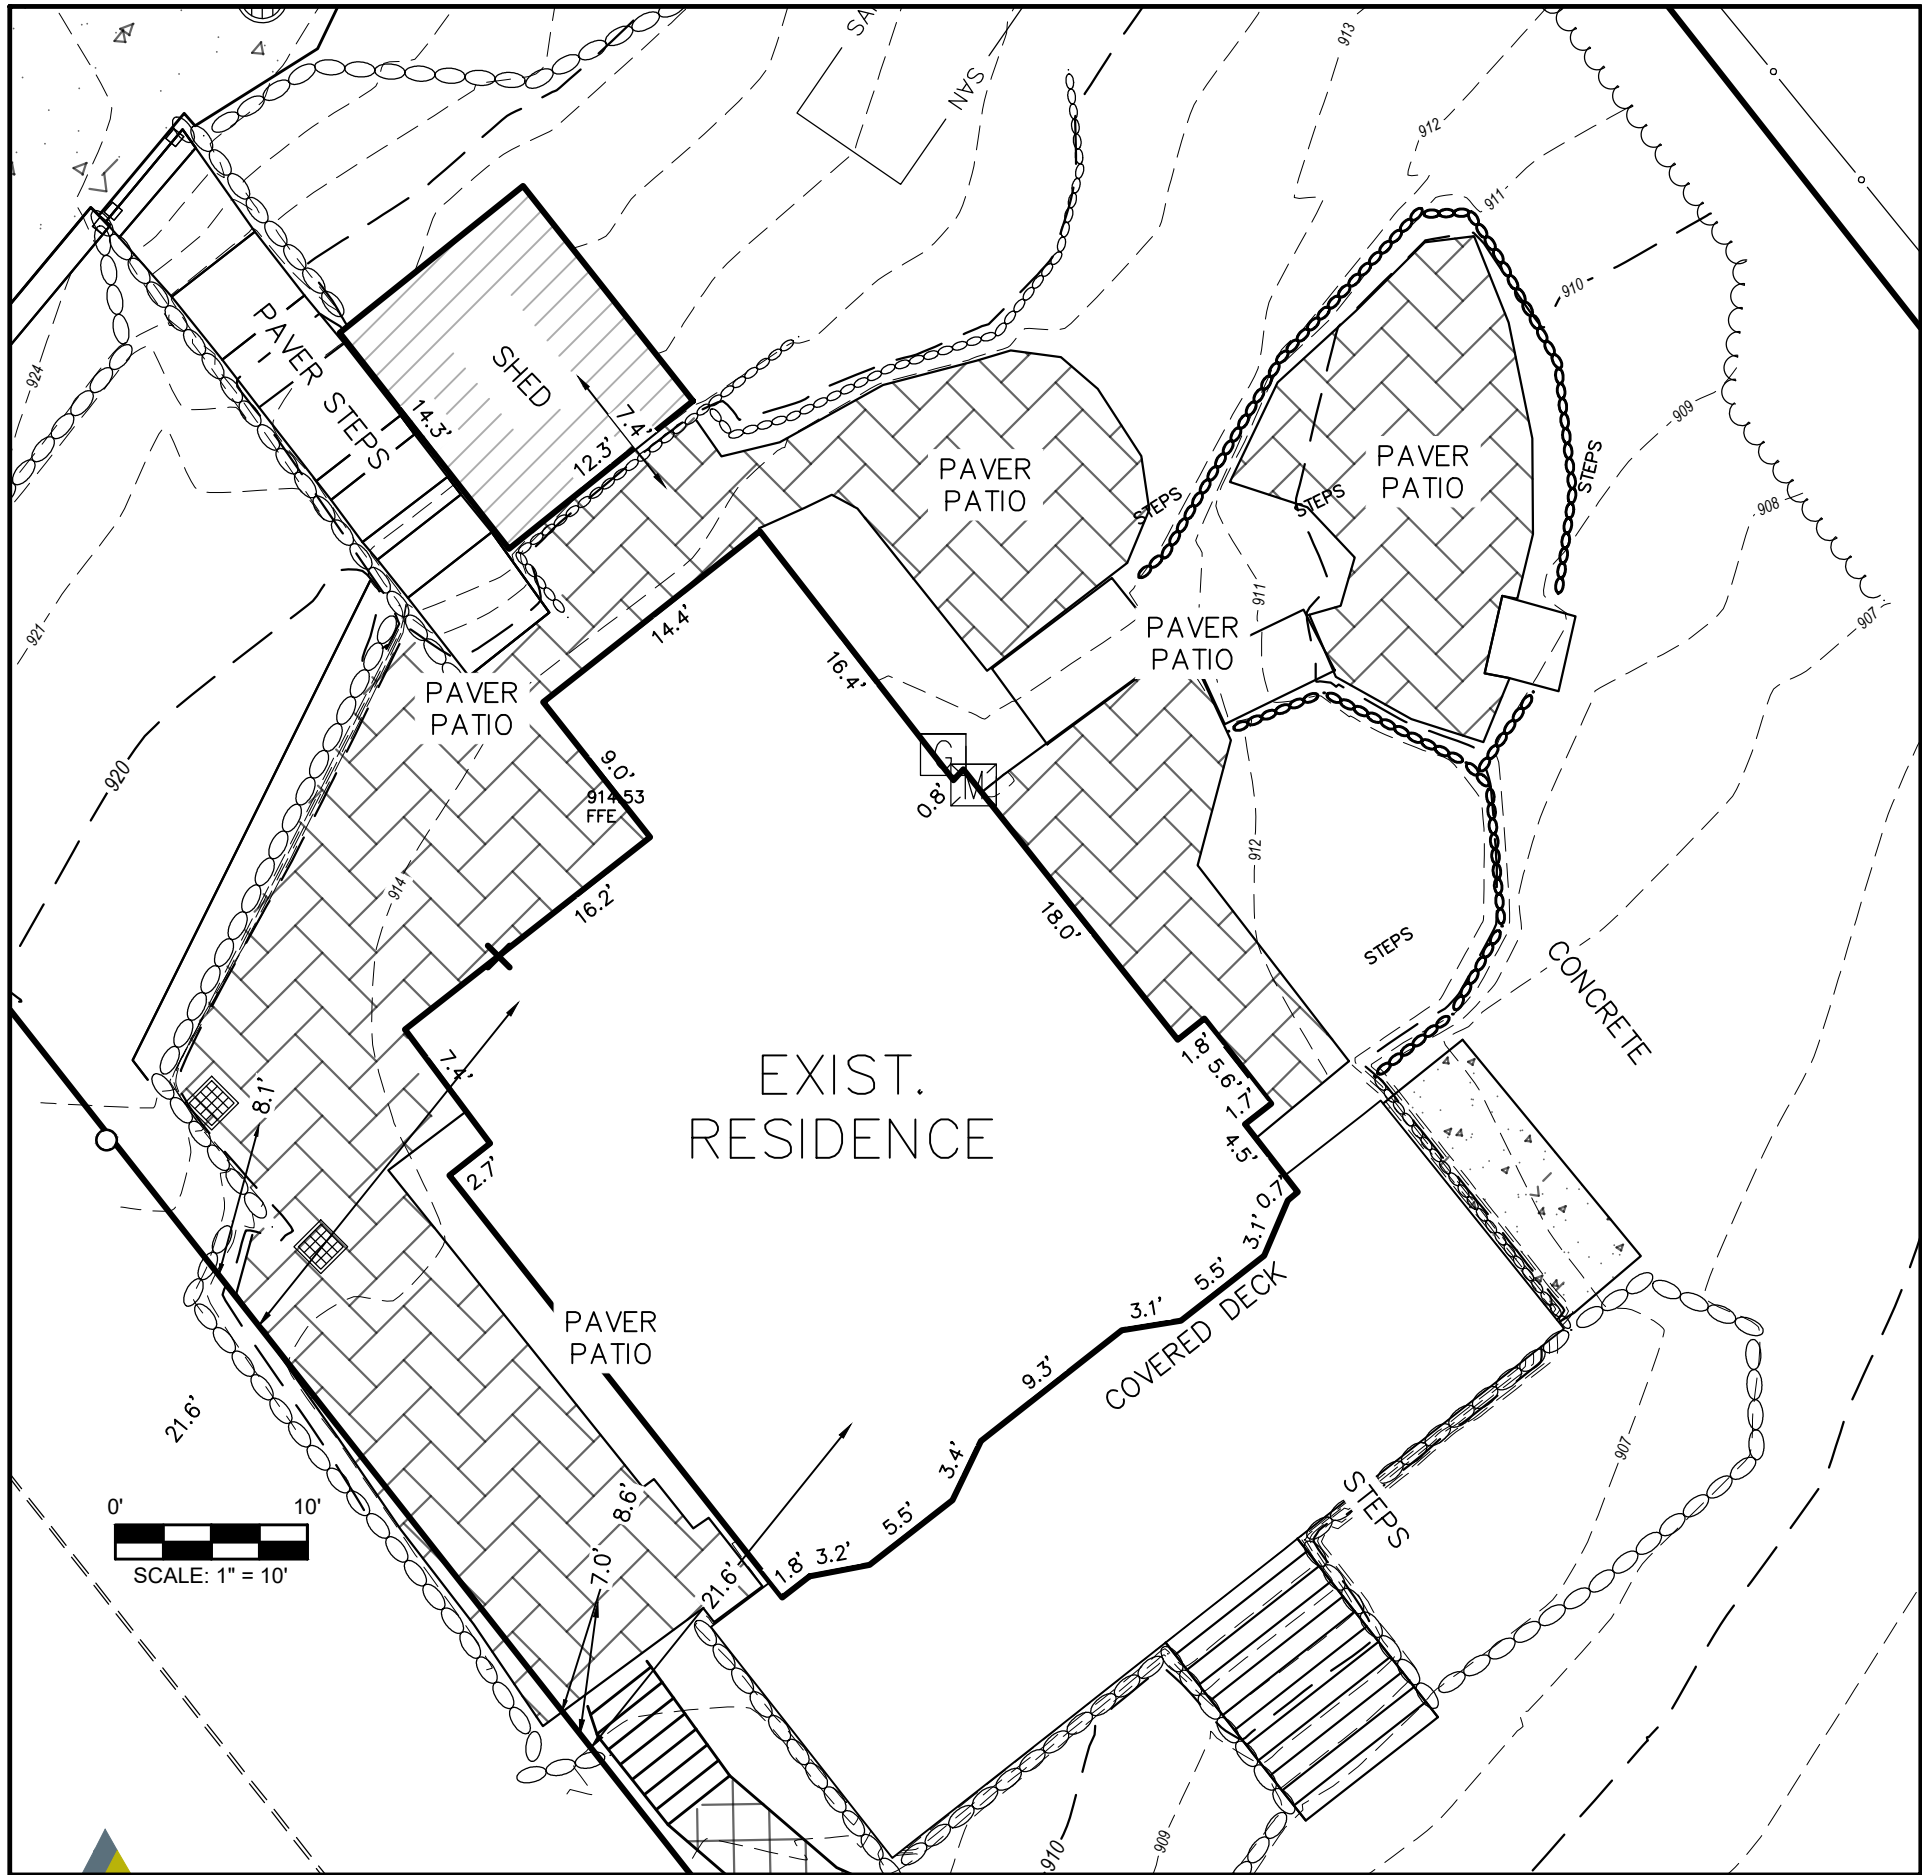 SAN
913
912
911
910
909
908
907
924
PAVER STEPS
SHED
14.3'
7.4'
12.3'
PAVER
PATIO
PAVER
PATIO
STEPS
STEPS
STEPS
921
14.4'
PAVER
PATIO
911
PAVER
PATIO
16.4'
920
9.0'
914.53
FFE
G
M
0.8'
914
16.2'
912
18.0'
STEPS
CONCRETE
7.4'
8.1'
EXIST.
RESIDENCE
1.8'
5.6'
1.7'
4.5'
2.7'
0.7'
3.1'
5.5'
3.1'
COVERED DECK
PAVER
PATIO
9.3'
21.6'
3.4'
907
STEPS
0' 10'
SCALE: 1" = 10'
8.6'
5.5'
7.0'
21.6'
1.8'
3.2'
910
909